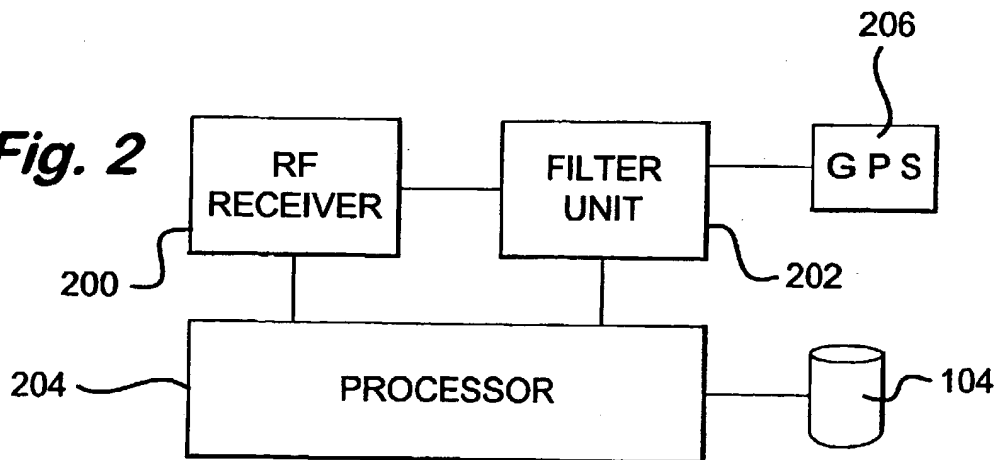 206
Fig. 2
RF
RECEIVER
FILTER
UNIT
GPS
200
202
204
PROCESSOR
104